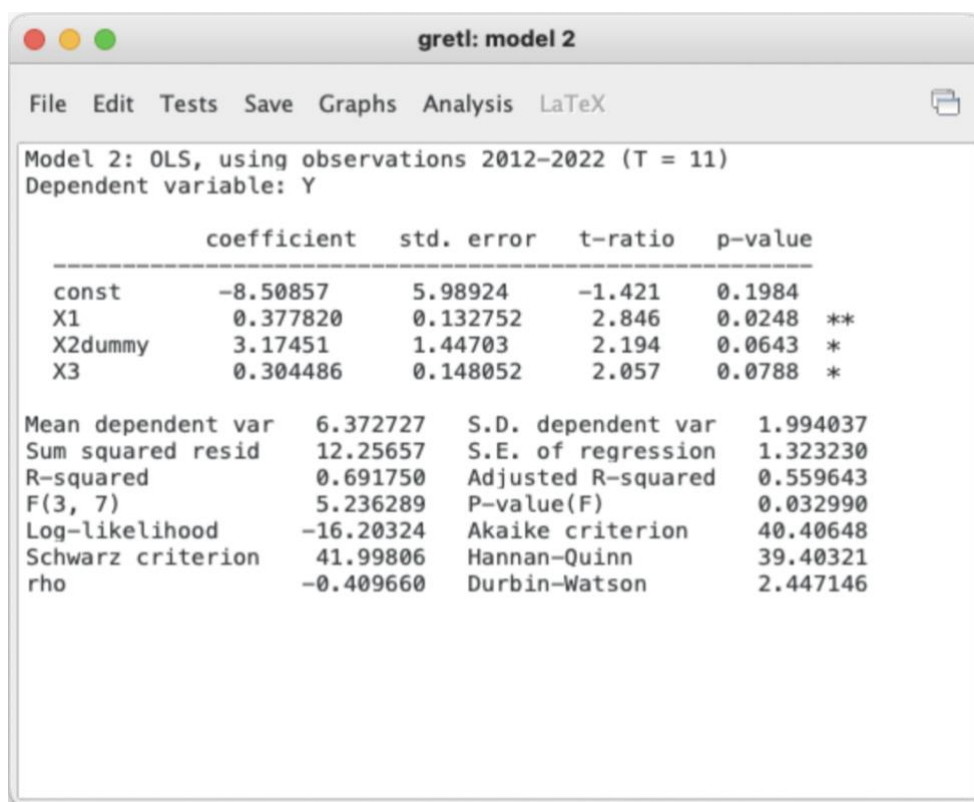 gretl: model 2
File Edit Tests Save Graphs Analysis LaTeX
Model 2: OLS, using observations 2012-2022 (T = 11)
Dependent variable: Y
coefficient std. error t-ratio p-value
const -8.50857 5.98924 -1.421 0.1984
X1 0.377820 0.132752 2.846 0.0248 **
X2dummy 3.17451 1.44703 2.194 0.0643 *
X3 0.304486 0.148052 2.057 0.0788 *
Mean dependent var 6.372727 S.D. dependent var 1.994037
Sum squared resid 12.25657 S.E. of regression 1.323230
R-squared 0.691750 Adjusted R-squared 0.559643
F(3, 7) 5.236289 P-value(F) 0.032990
Log-likelihood -16.20324 Akaike criterion 40.40648
Schwarz criterion 41.99806 Hannan-Quinn 39.40321
rho -0.409660 Durbin-Watson 2.447146